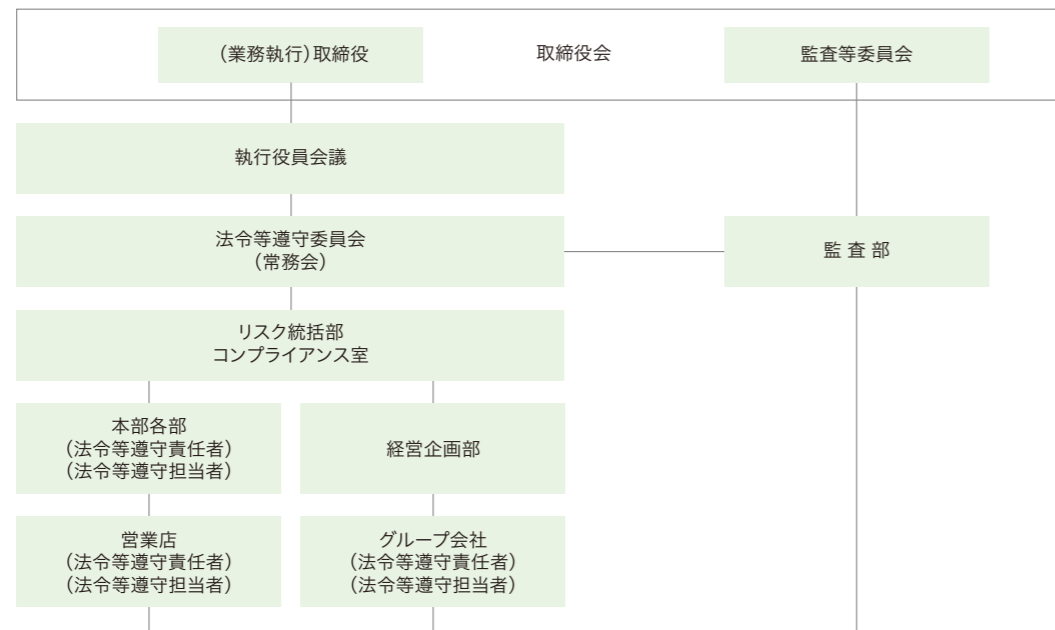 (業務執行)取締役
取締役会
監査等委員会
執行役員会議
法令等遵守委員会
(常務会)
監査部
リスク統括部
コンプライアンス室
本部各部
(法令等遵守責任者)
(法令等遵守担当者)
経営企画部
営業店
(法令等遵守責任者)
(法令等遵守担当者)
グループ会社
(法令等遵守責任者)
(法令等遵守担当者)